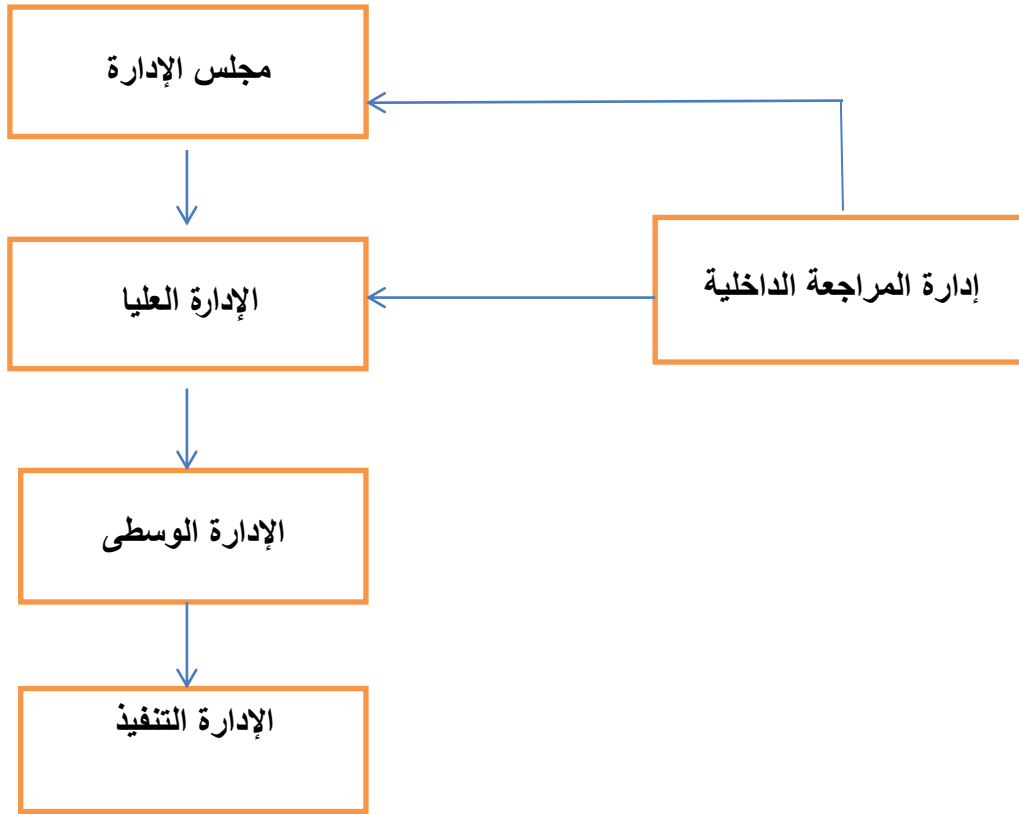 مجلس الإدارة
إدارة المراجعة الداخلية
الإدارة العليا
الإدارة الوسطى
الإدارة التنفيذ